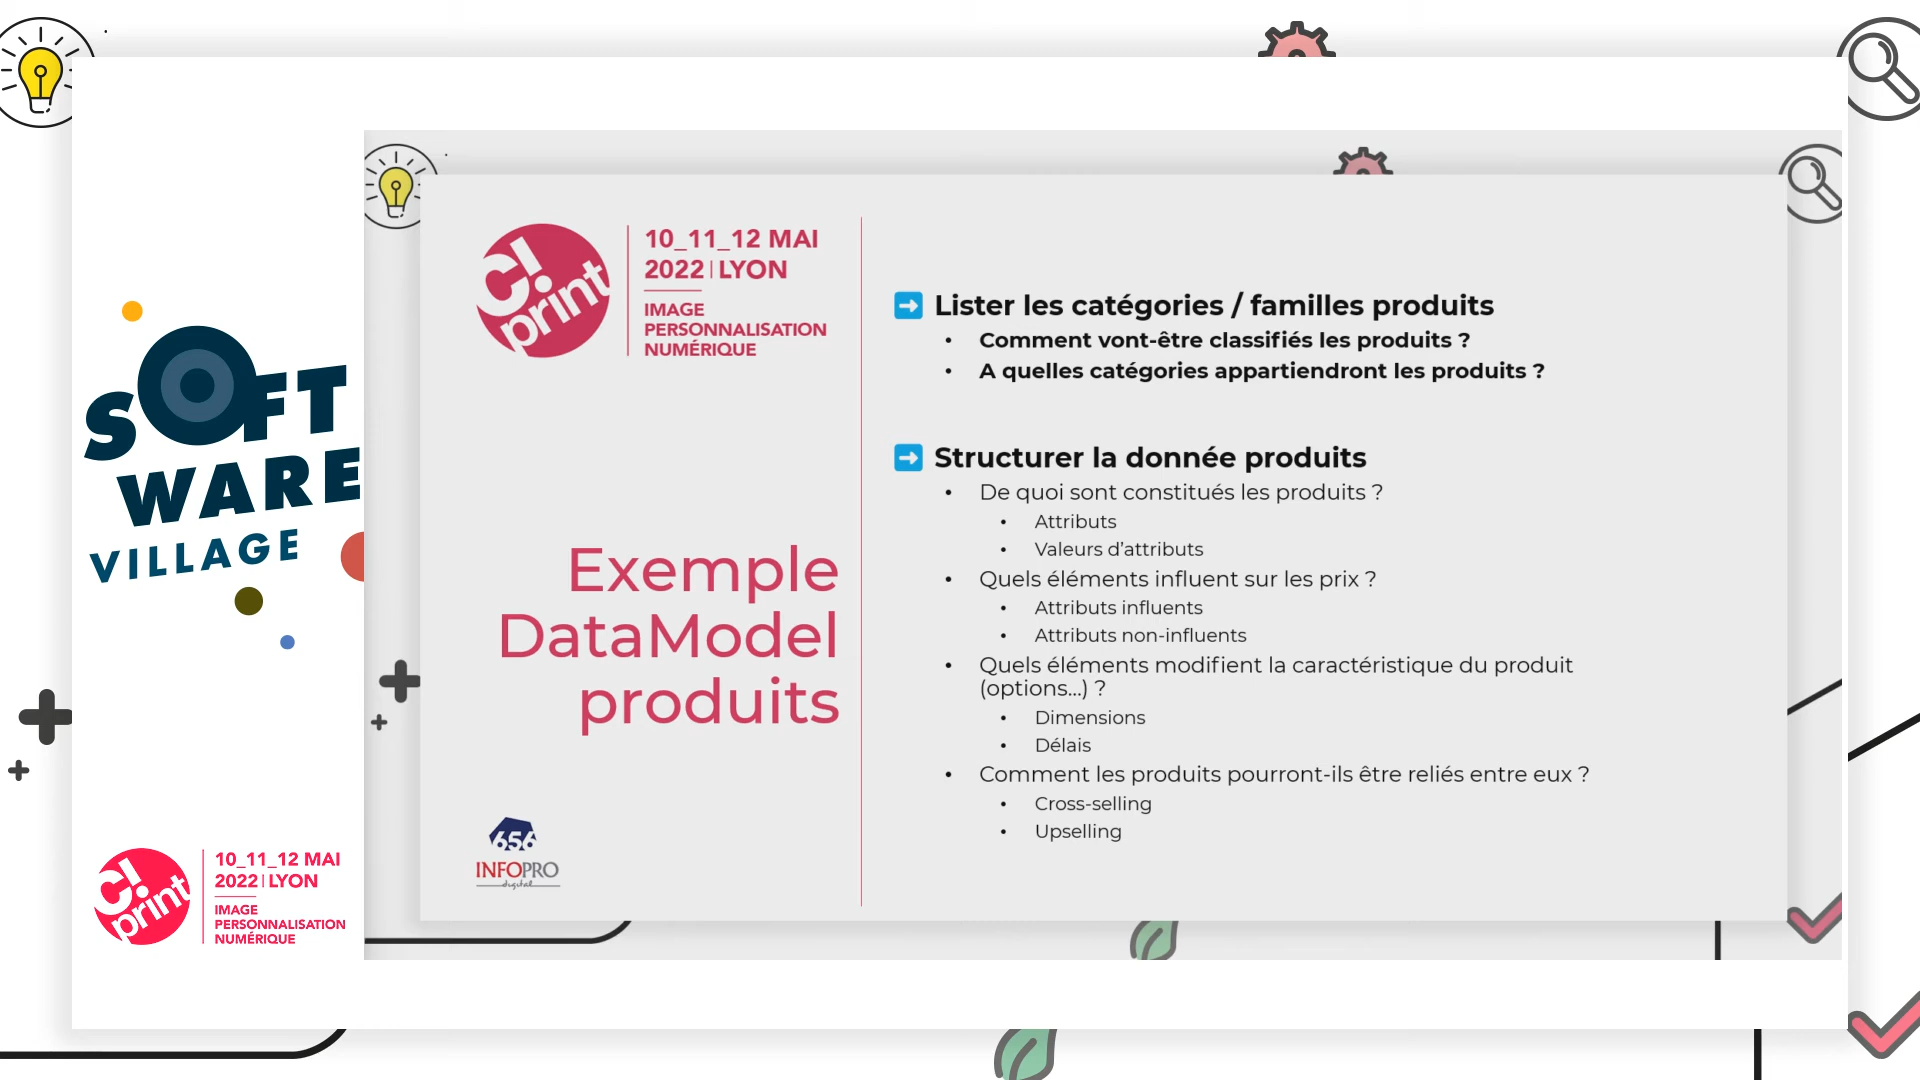 SOFT
WARE
VILLAGE
C!
print
10_11_12 MAI
2022 | LYON
IMAGE
PERSONNALISATION
NUMÉRIQUE
C!
print
10_11_12 MAI
2022 | LYON
IMAGE
PERSONNALISATION
NUMÉRIQUE
Exemple
DataModel
produits
656
INFOPRO
digital
Lister les catégories / familles produits
• Comment vont-être classifiés les produits ?
• A quelles catégories appartiendront les produits ?
Structurer la donnée produits
• De quoi sont constitués les produits ?
• Attributs
• Valeurs d’attributs
• Quels éléments influent sur les prix ?
• Attributs influents
• Attributs non-influents
• Quels éléments modifient la caractéristique du produit
(options...) ?
• Dimensions
• Délais
• Comment les produits pourront-ils être reliés entre eux ?
• Cross-selling
• Upselling